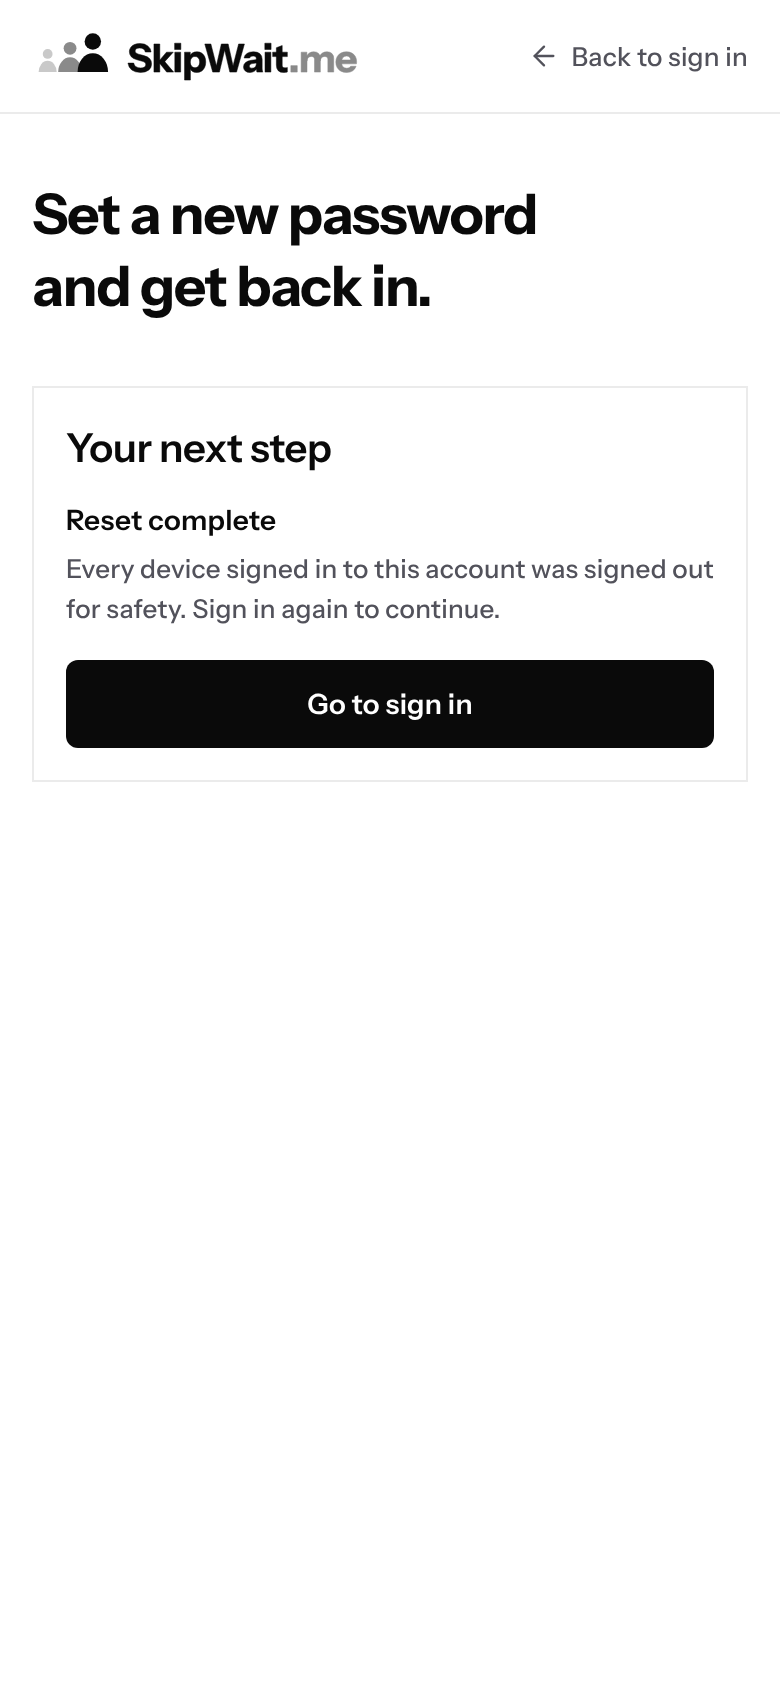 SkipWait.me
Back to sign in
Set a new password
and get back in.
Your next step
Reset complete
Every device signed in to this account was signed out
for safety. Sign in again to continue.
Go to sign in